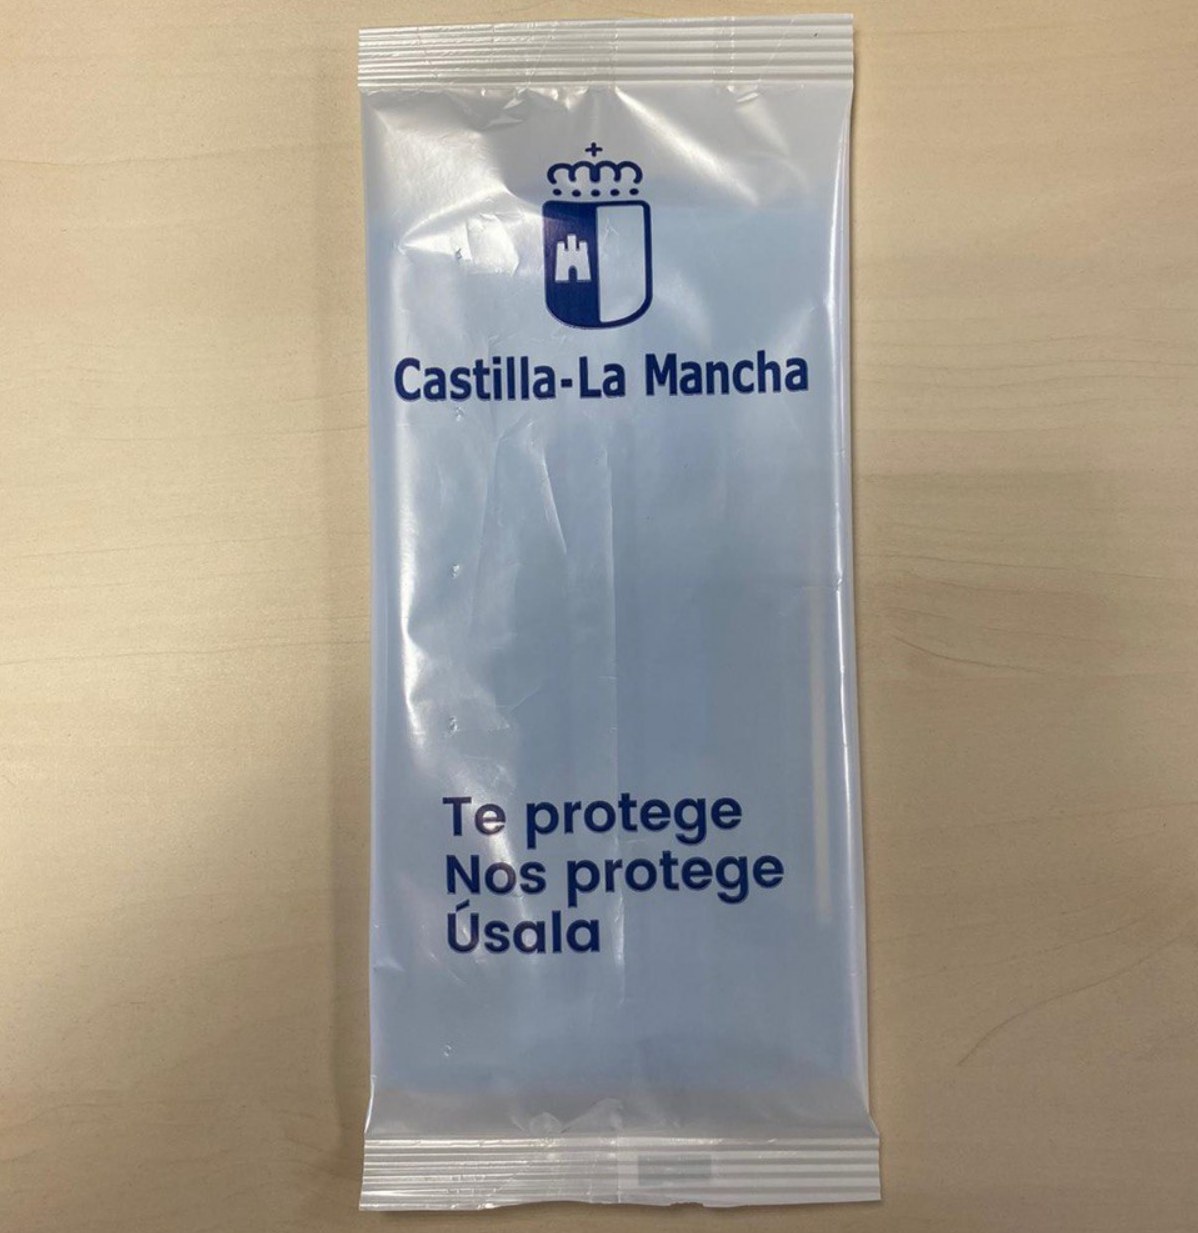 Castilla-La Mancha
Te protege
Nos protege
Úsala